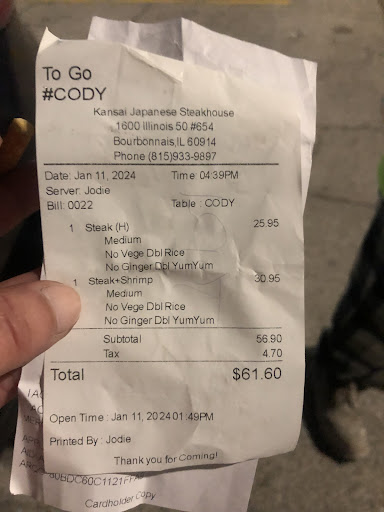 To Go
#CODY
Kansai Japanese Steakhouse
1600 Illinois 50 #654
Bourbonnais,IL 60914
Phone (815)933-9897
Date: Jan 11, 2024 Time: 04:39PM
Server: Jodie
Bill: 0022 Table : CODY
1 Steak (H) 25.95
Medium
No Vege Dbl Rice
No Ginger Dbl YumYum
1 Steak+Shrimp 30.95
Medium
No Vege Dbl Rice
No Ginger Dbl YumYum
Subtotal 56.90
Tax 4.70
Total $61.60
Open Time : Jan 11, 2024 01:49PM
Printed By : Jodie
Thank you for Coming!
Cardholder Copy